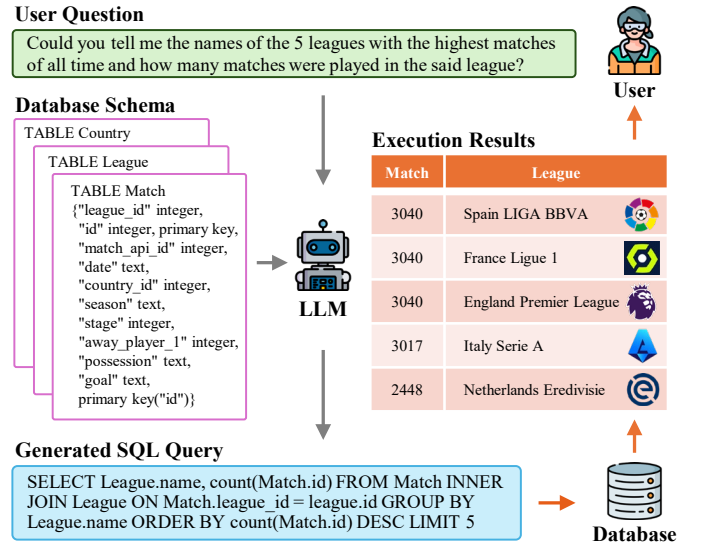 User Question
Could you tell me the names of the 5 leagues with the highest matches
of all time and how many matches were played in the said league?
User
Database Schema
TABLE Country
TABLE League
TABLE Match
{"league_id" integer,
"id" integer, primary key,
"match_api_id" integer,
"date" text,
"country_id" integer,
"season" text,
"stage" integer,
"away_player_1" integer,
"possession" text,
"goal" text,
primary key("id")}
LLM
Execution Results
Match League
3040 Spain LIGA BBVA
3040 France Ligue 1
3040 England Premier League
3017 Italy Serie A
2448 Netherlands Eredivisie
Generated SQL Query
SELECT League.name, count(Match.id) FROM Match INNER
JOIN League ON Match.league_id = league.id GROUP BY
League.name ORDER BY count(Match.id) DESC LIMIT 5
Database